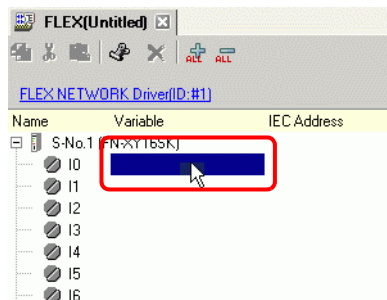 FLEX(Untitled)
ALL ALL
FLEX NETWORK Driver(ID:#1)
Name Variable IEC Address
S-No.1 (FN-XY16SK)
I0
I1
I2
I3
I4
I5
I6